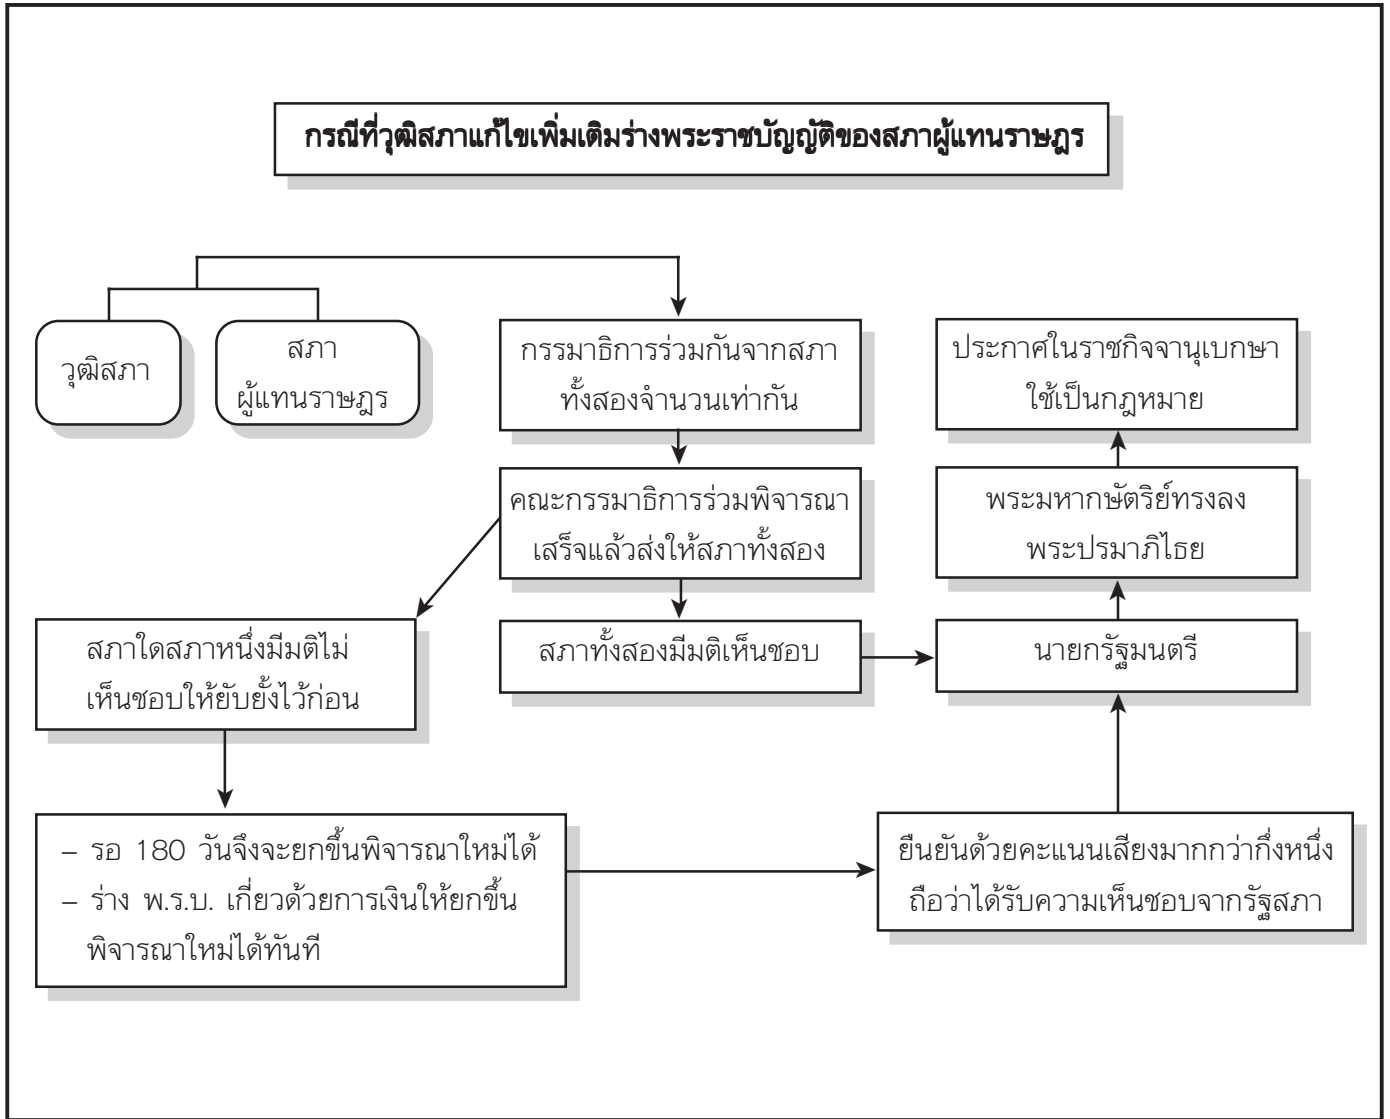 กรณีที่วุฒิสภาแก้ไขเพิ่มเติมร่างพระราชบัญญัติของสภาผู้แทนราษฎร
วุฒิสภา
สภา
ผู้แทนราษฎร
กรรมาธิการร่วมกันจากสภา
ทั้งสองจำนวนเท่ากัน
ประกาศในราชกิจจานุเบกษา
ใช้เป็นกฎหมาย
คณะกรรมาธิการร่วมพิจารณา
เสร็จแล้วส่งให้สภาทั้งสอง
พระมหากษัตริย์ทรงลง
พระปรมาภิไธย
สภาใดสภาหนึ่งมีมติไม่
เห็นชอบให้ยับยั้งไว้ก่อน
สภาทั้งสองมีมติเห็นชอบ
นายกรัฐมนตรี
– รอ 180 วันจึงจะยกขึ้นพิจารณาใหม่ได้
– ร่าง พ.ร.บ. เกี่ยวด้วยการเงินให้ยกขึ้น
พิจารณาใหม่ได้ทันที
ยืนยันด้วยคะแนนเสียงมากกว่ากึ่งหนึ่ง
ถือว่าได้รับความเห็นชอบจากรัฐสภา